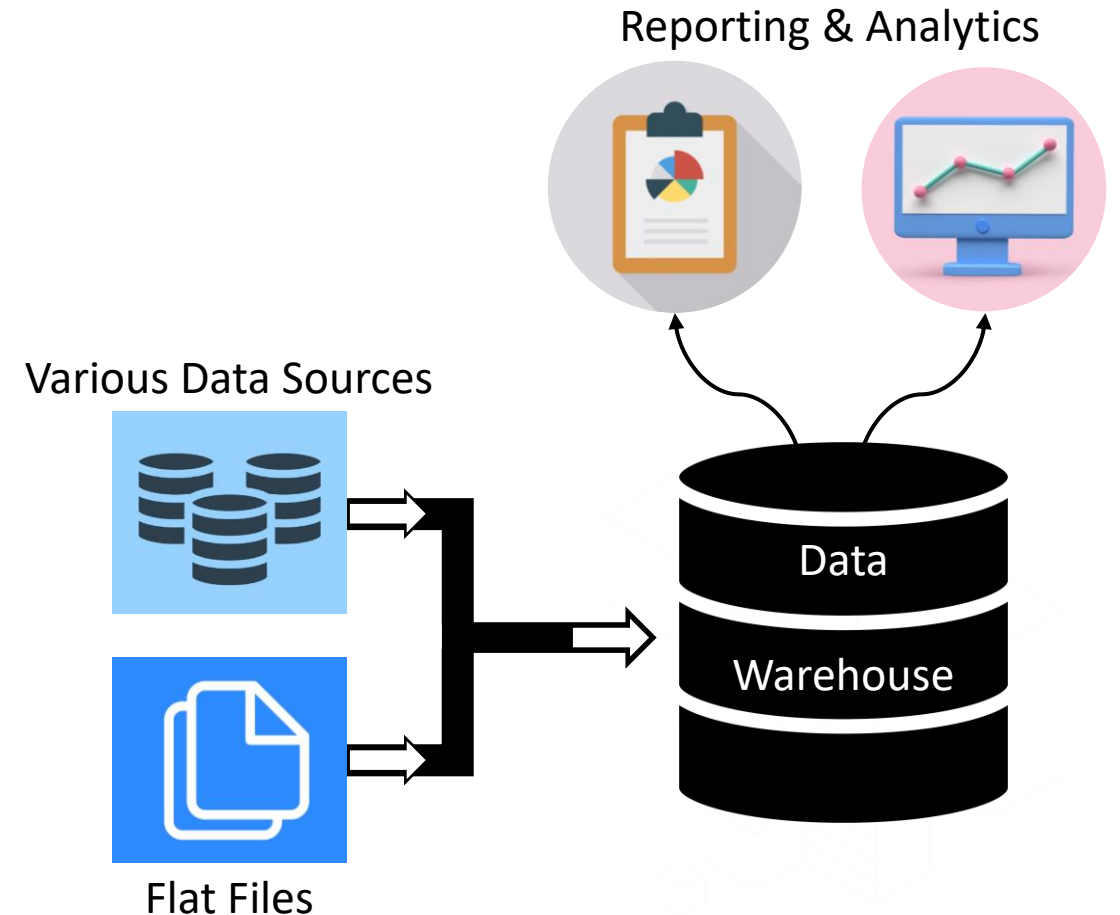 Reporting & Analytics
Various Data Sources
Data
Warehouse
Flat Files